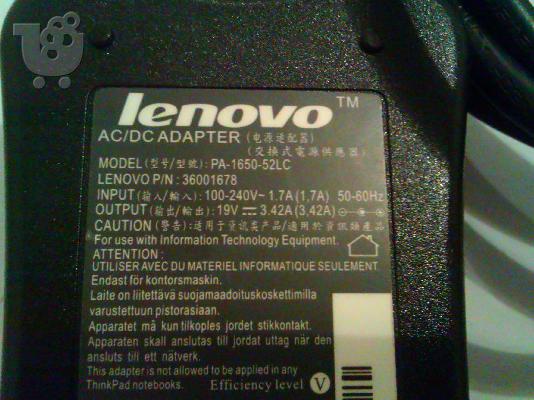 lenovo™
AC/DC ADAPTER (电源适配器)
(交換式電源供應器)
MODEL(型号/型號): PA-1650-52LC
LENOVO P/N: 36001678
INPUT(输入/輸入): 100-240V~ 1.7A (1,7A) 50-60Hz
OUTPUT(输出/輸出): 19V 3.42A (3,42A)
CAUTION (警告): 适用于资讯类产品/適用於資訊類產品
For use with Information Technology Equipment.
ATTENTION :
UTILISER AVEC DU MATERIEL INFORMATIQUE SEULEMENT.
Endast för kontorsmaskin.
Laite on liitettävä suojamaadoituskoskettimilla
varustettuun pistorasiaan.
Apparatet må kun tilkoples jordet stikkontakt.
Apparaten skall anslutas till jordat uttag när den
ansluts till ett nätverk.
This adapter is not allowed to be applied in any
ThinkPad notebooks. Efficiency level V